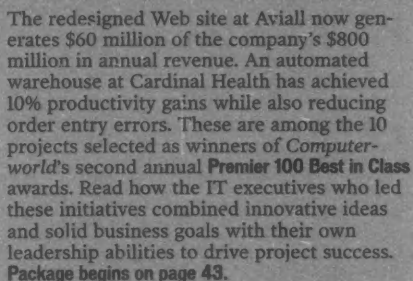 The redesigned Web site at Aviall now gen-
erates $60 million of the company's $800
million in annual revenue. An automated
warehouse at Cardinal Health has achieved
10% productivity gains while also reducing
order entry errors. These are among the 10
projects selected as winners of Computer-
world's second annual Premier 100 Best in Class
awards. Read how the IT executives who led
these initiatives combined innovative ideas
and solid business goals with their own
leadership abilities to drive project success.
Package begins on page 43.